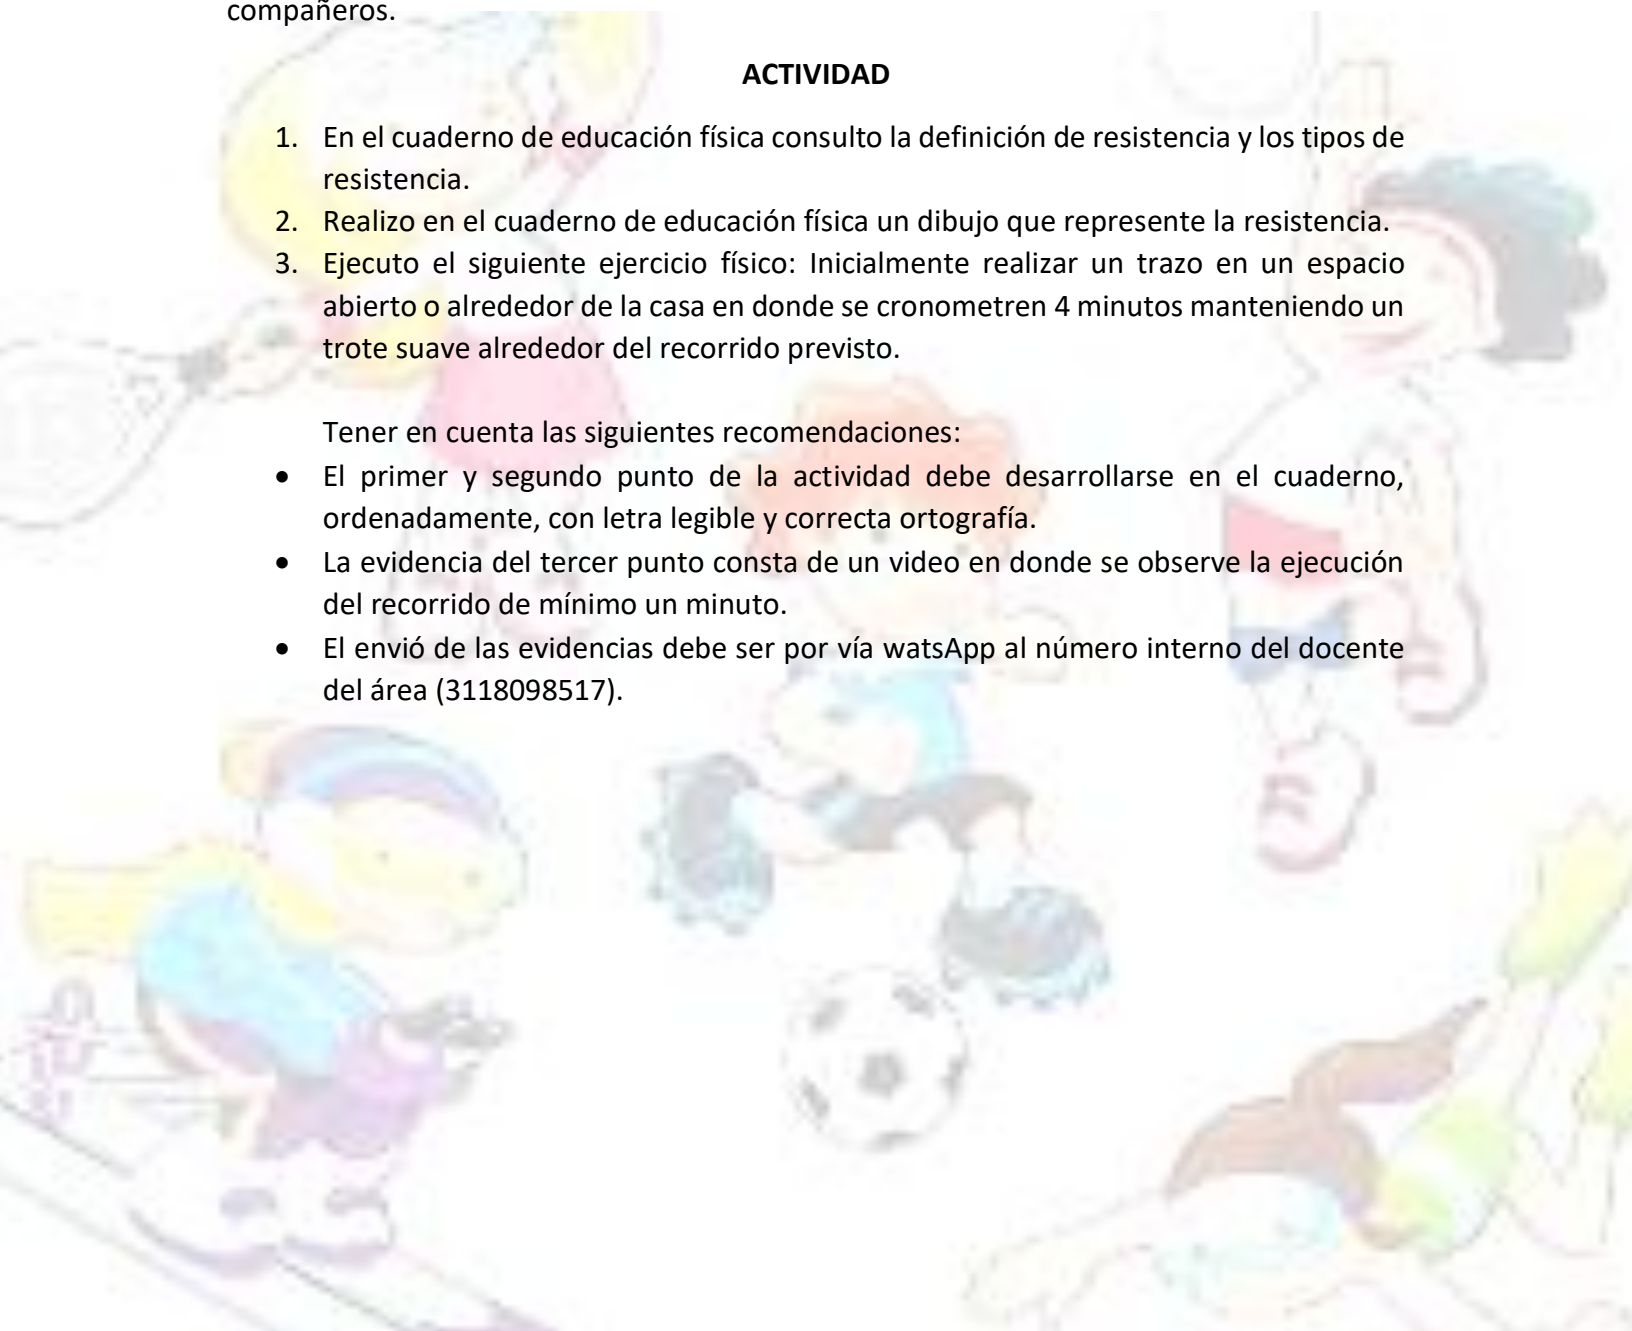 compañeros.
ACTIVIDAD
1. En el cuaderno de educación física consulto la definición de resistencia y los tipos de
resistencia.
2. Realizo en el cuaderno de educación física un dibujo que represente la resistencia.
3. Ejecuto el siguiente ejercicio físico: Inicialmente realizar un trazo en un espacio
abierto o alrededor de la casa en donde se cronometren 4 minutos manteniendo un
trote suave alrededor del recorrido previsto.
Tener en cuenta las siguientes recomendaciones:
• El primer y segundo punto de la actividad debe desarrollarse en el cuaderno,
ordenadamente, con letra legible y correcta ortografía.
• La evidencia del tercer punto consta de un video en donde se observe la ejecución
del recorrido de mínimo un minuto.
• El envió de las evidencias debe ser por vía watsApp al número interno del docente
del área (3118098517).